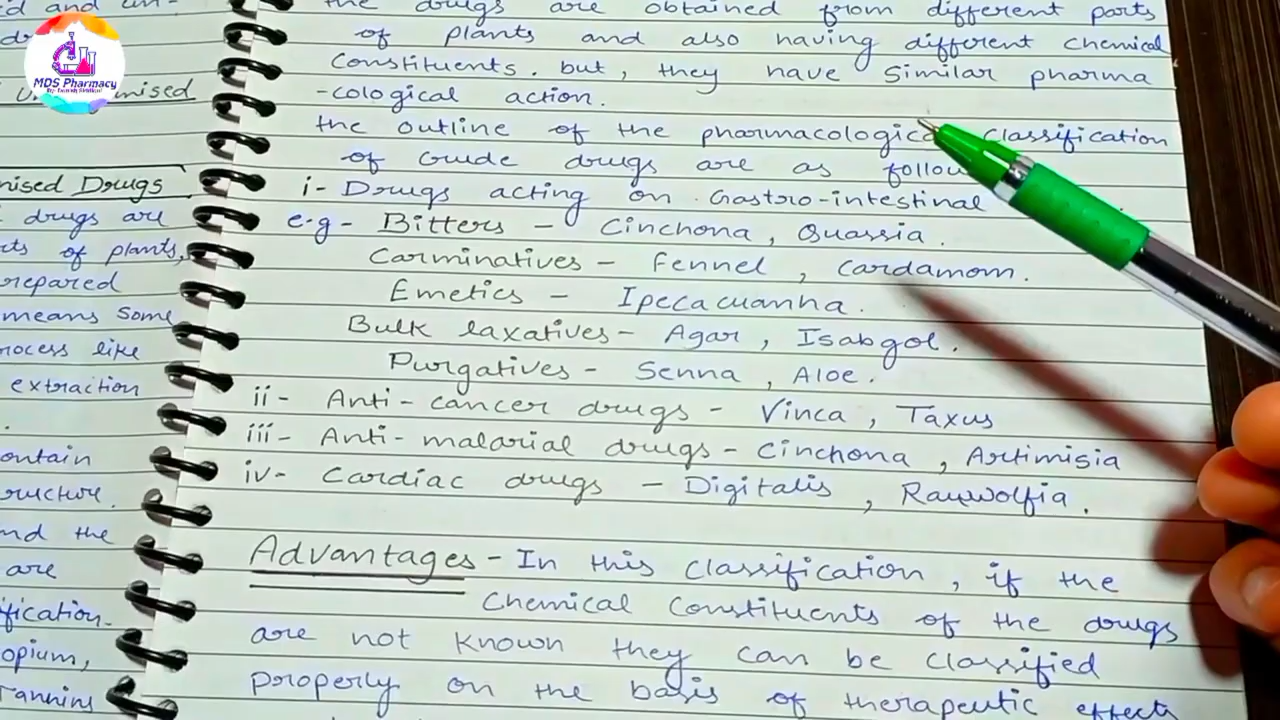 MDS Pharmacy
ed and un-
nised
nised Drugs
drugs are
of plants,
repared
means some
rocess like
extraction
ontain
ructure.
nd the
are
ification.
opium,
Tannins
the drugs are obtained from different parts
of plants and also having different chemical
constituents. but, they have similar pharma
-cological action.
the outline of the pharmacologica classification
of crude drugs are as follow
i- Drugs acting on Gastro-intestinal
e.g - Bitters - Cinchona, Quassia.
Carminatives - Fennel, Cardamom.
Emetics - Ipecacuanha.
Bulk laxatives - Agar, Isabgol.
Purgatives - Senna, Aloe.
ii- Anti-cancer drugs - Vinca, Taxus
iii- Anti-malarial drugs - Cinchona, Artimisia
iv- Cardiac drugs - Digitalis, Rauwolfia.
Advantages - In this classification, if the
chemical constituents of the drugs
are not known they can be classified
properly on the basis of therapeutic effects